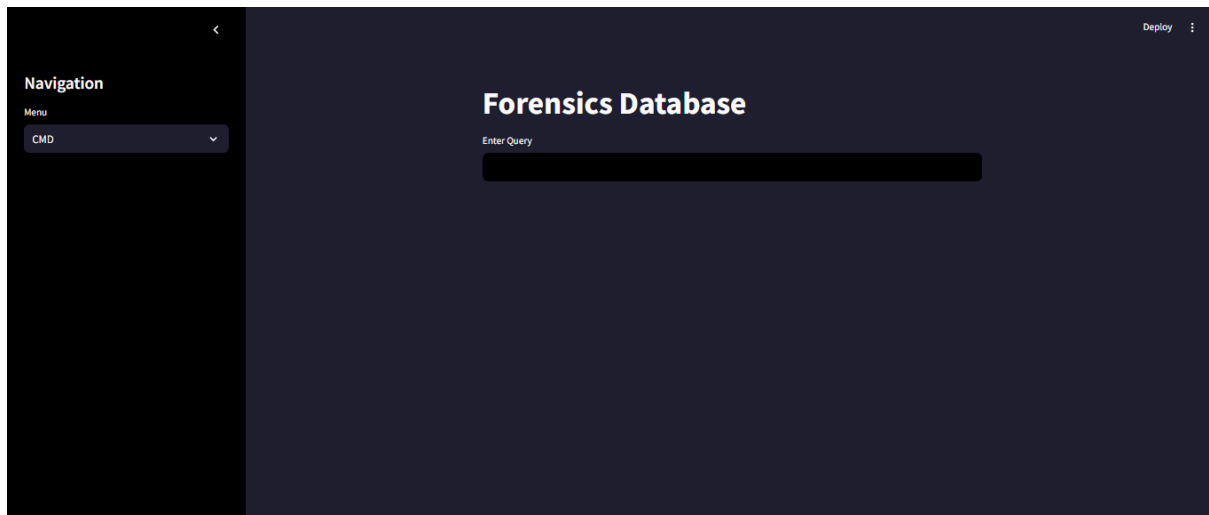 Navigation
Menu
CMD
Deploy
Forensics Database
Enter Query